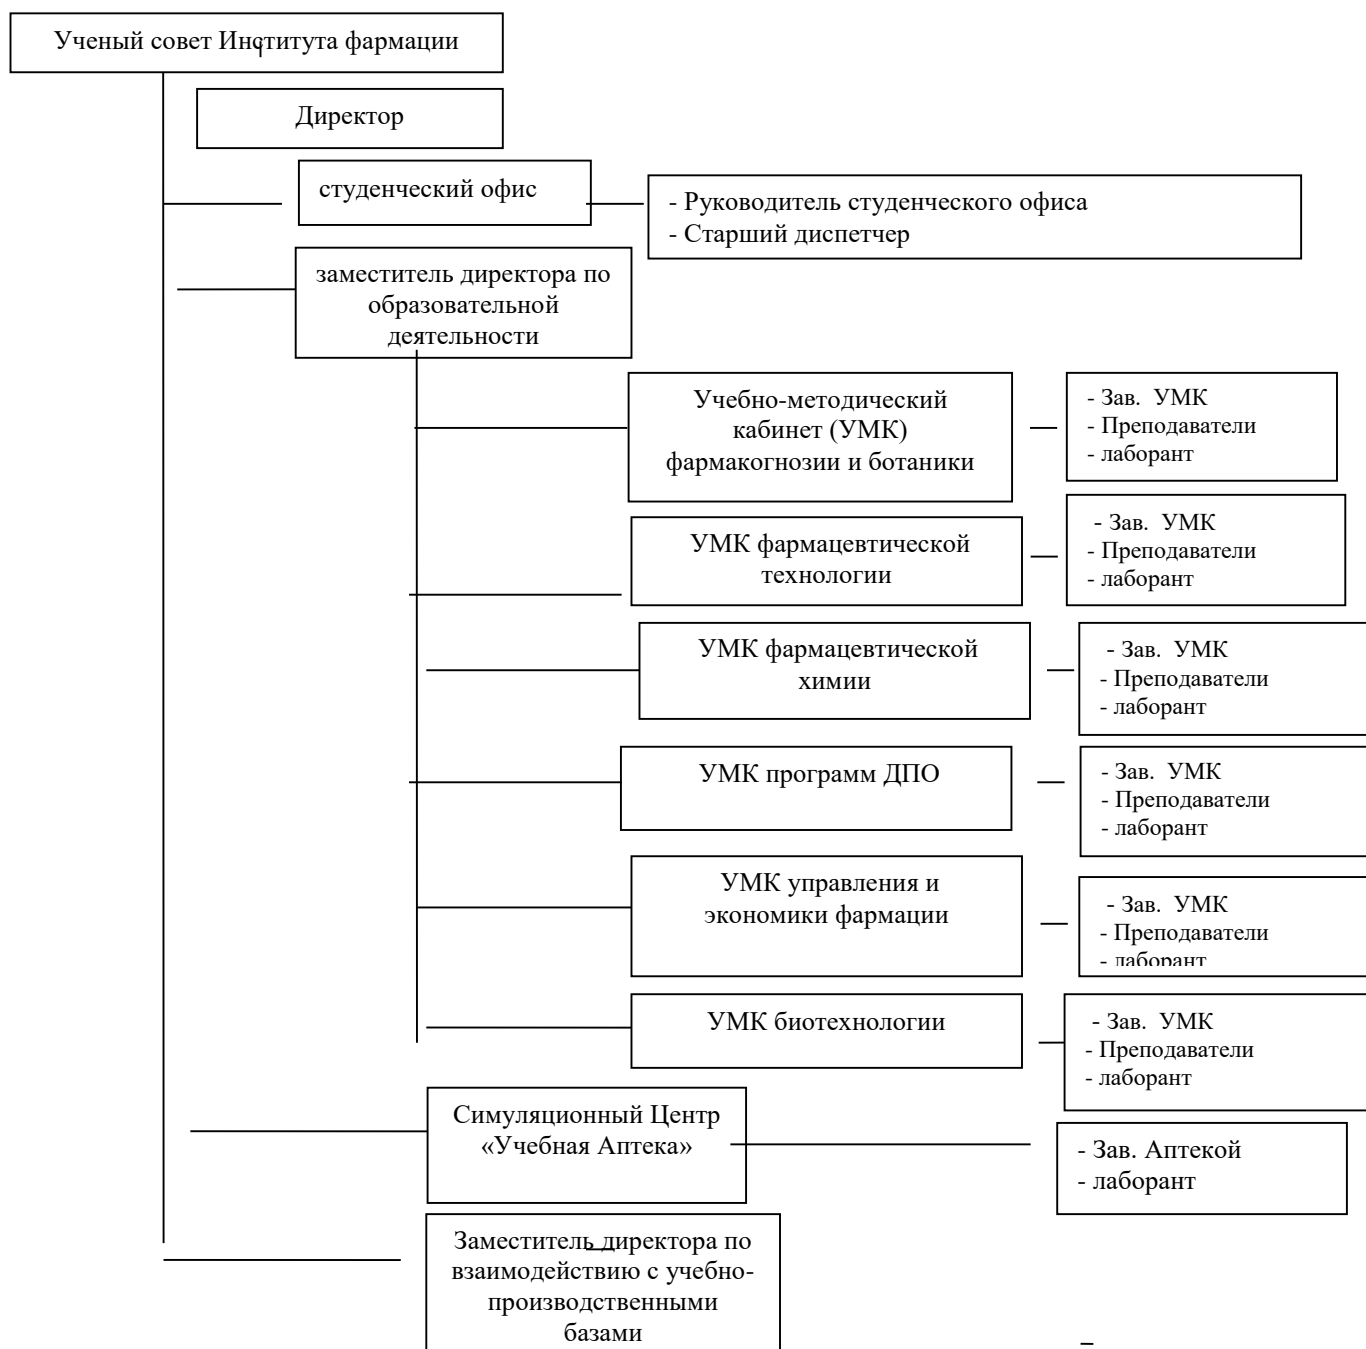 Ученый совет Института фармации
Директор
студенческий офис
- Руководитель студенческого офиса
- Старший диспетчер
заместитель директора по
образовательной
деятельности
Учебно-методический
кабинет (УМК)
фармакогнозии и ботаники
- Зав. УМК
- Преподаватели
- лаборант
УМК фармацевтической
технологии
- Зав. УМК
- Преподаватели
- лаборант
УМК фармацевтической
химии
- Зав. УМК
- Преподаватели
- лаборант
УМК программ ДПО
- Зав. УМК
- Преподаватели
- лаборант
УМК управления и
экономики фармации
- Зав. УМК
- Преподаватели
- лаборант
УМК биотехнологии
- Зав. УМК
- Преподаватели
- лаборант
Симуляционный Центр
«Учебная Аптека»
- Зав. Аптекой
- лаборант
Заместитель директора по
взаимодействию с учебно-
производственными
базами